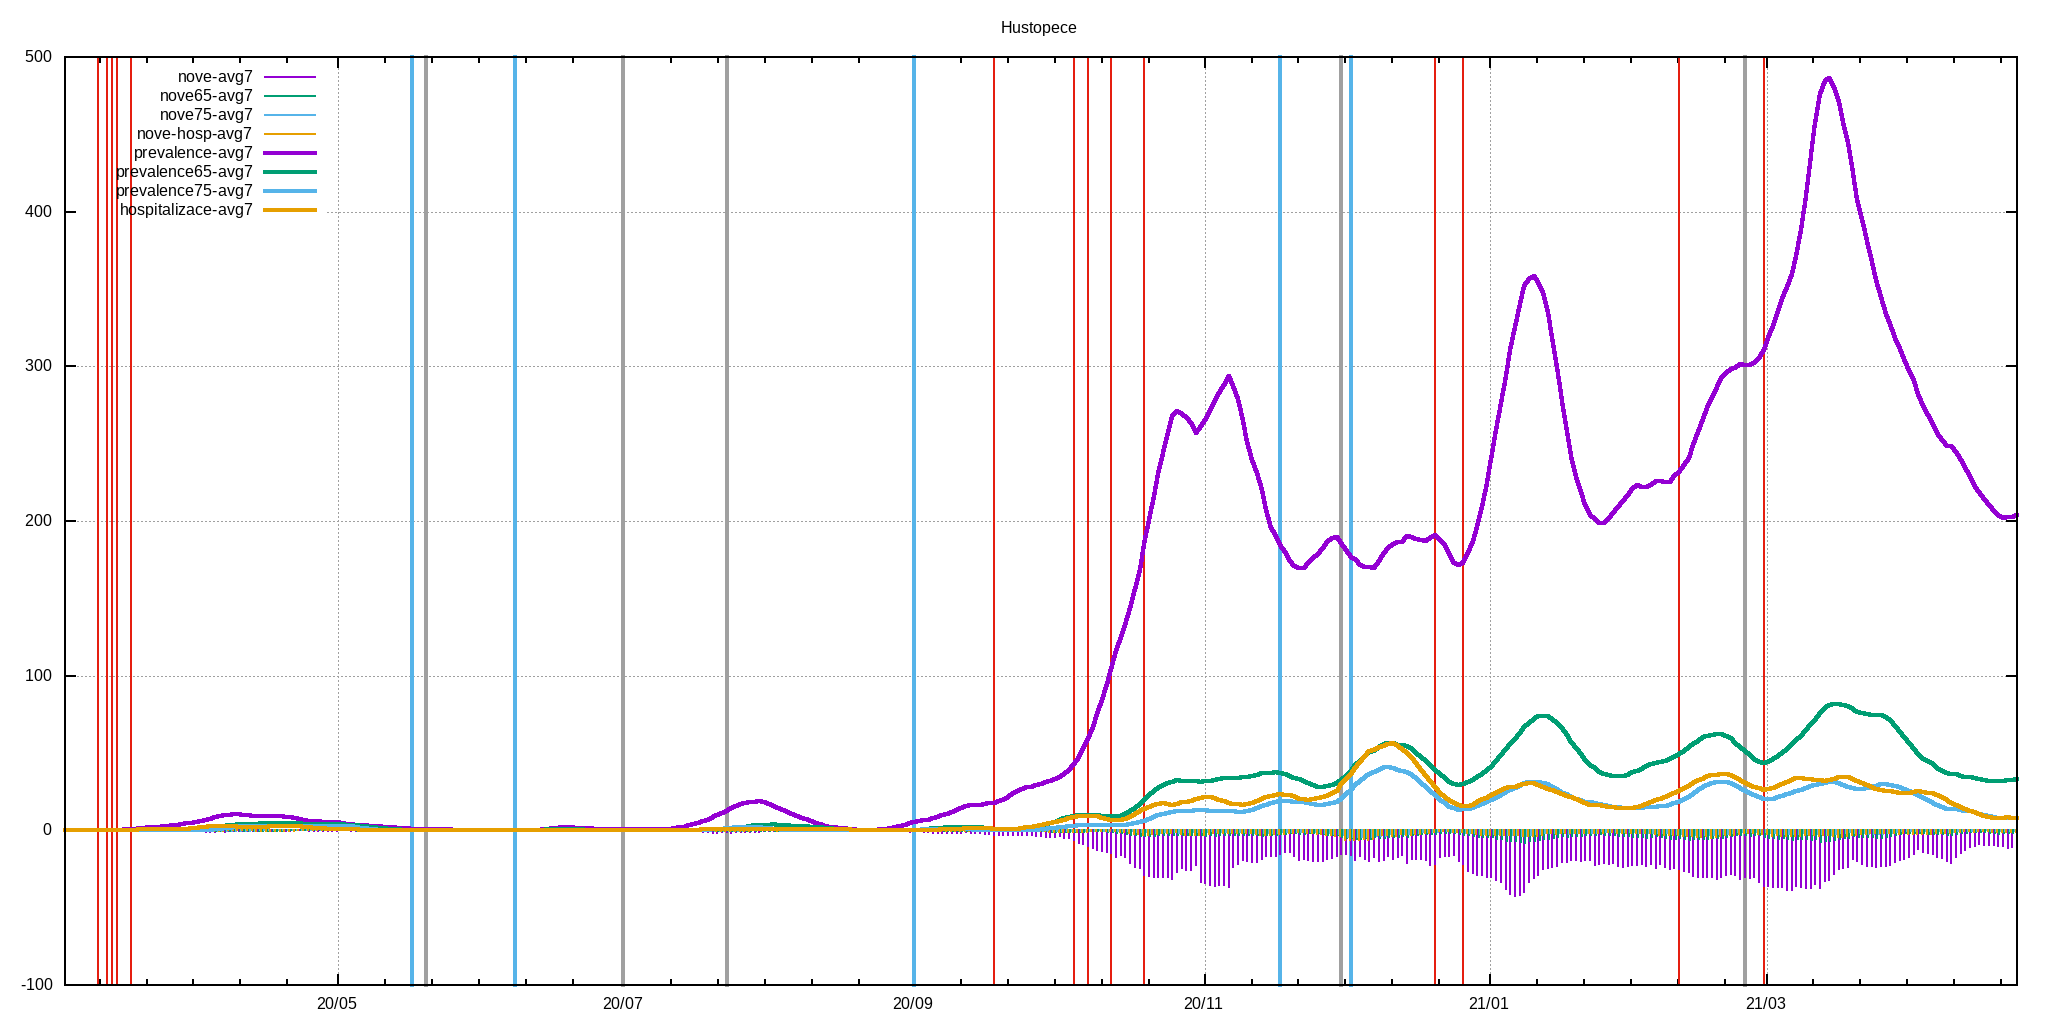 Hustopece
500
nove-avg7
nove65-avg7
nove75-avg7
nove-hosp-avg7
prevalence-avg7
prevalence65-avg7
prevalence75-avg7
hospitalizace-avg7
400
300
200
100
0
-100
20/05
20/07
20/09
20/11
21/01
21/03